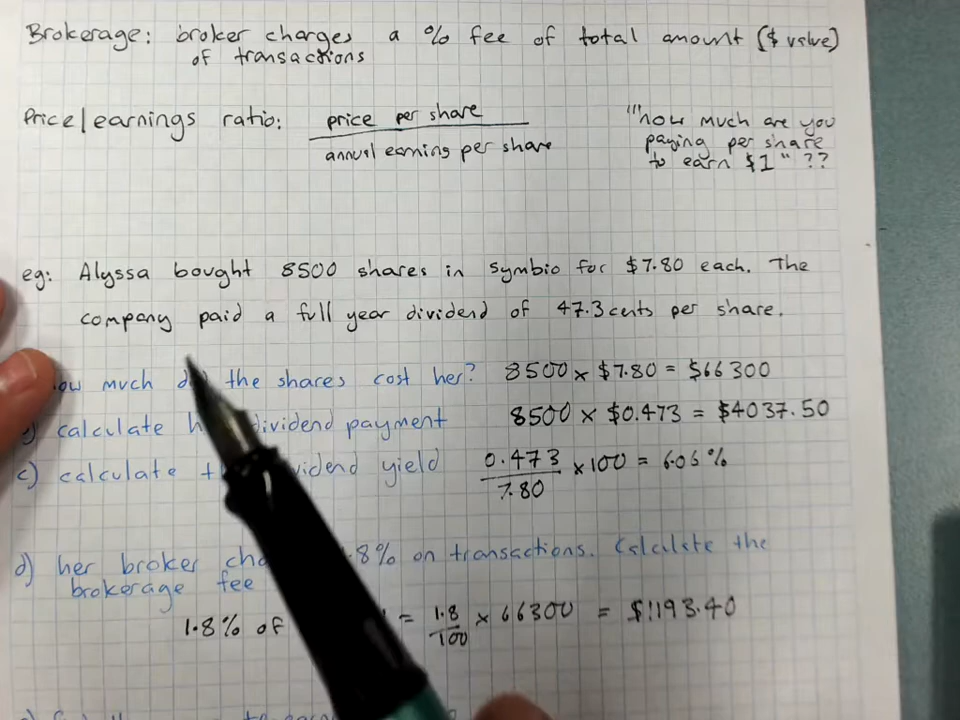 Brokerage: broker charges a % fee of total amount ($ value)
of transactions
Price/earnings ratio: price per share
annual earning per share
"'how much are you
paying per share
to earn $1" ??
eg: Alyssa bought 8500 shares in symbio for $7.80 each. The
company paid a full year dividend of 47.3 cents per share.
much the shares cost her? 8500 × $7.80 = $66300
calculate dividend payment 8500 × $0.473 = $4037.50
c) calculate yield 0.473/7.80 ×100 = 6.06%
d) her broker .8% on transactions. Calculate the
brokerage fee
1.8% of = 1.8/100 × 66300 = $1193.40